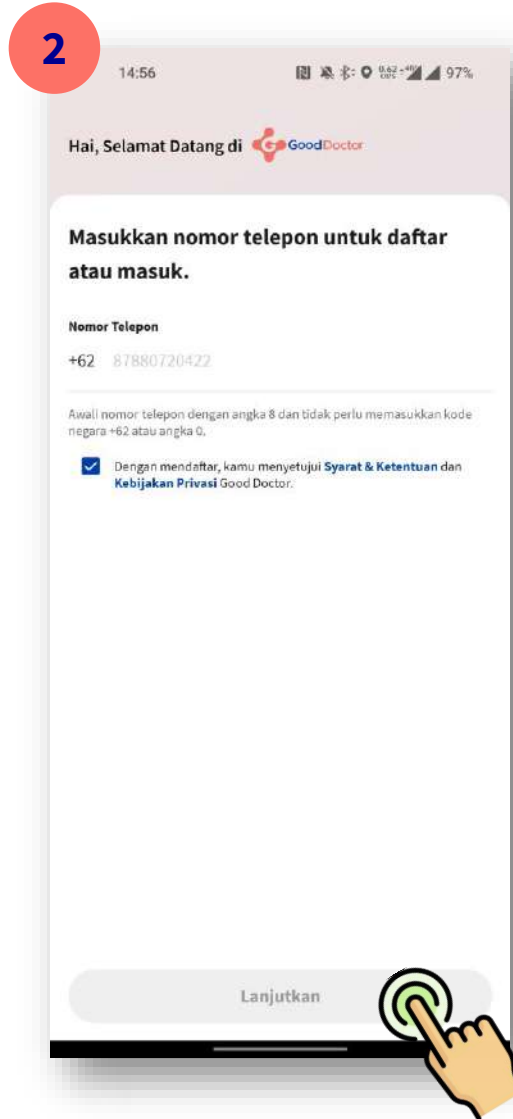 2
14:56
97%
Hai, Selamat Datang di GoodDoctor
Masukkan nomor telepon untuk daftar
atau masuk.
Nomor Telepon
+62 87880720422
Awali nomor telepon dengan angka 8 dan tidak perlu memasukkan kode
negara +62 atau angka 0.
Dengan mendaftar, kamu menyetujui Syarat & Ketentuan dan
Kebijakan Privasi Good Doctor.
Lanjutkan